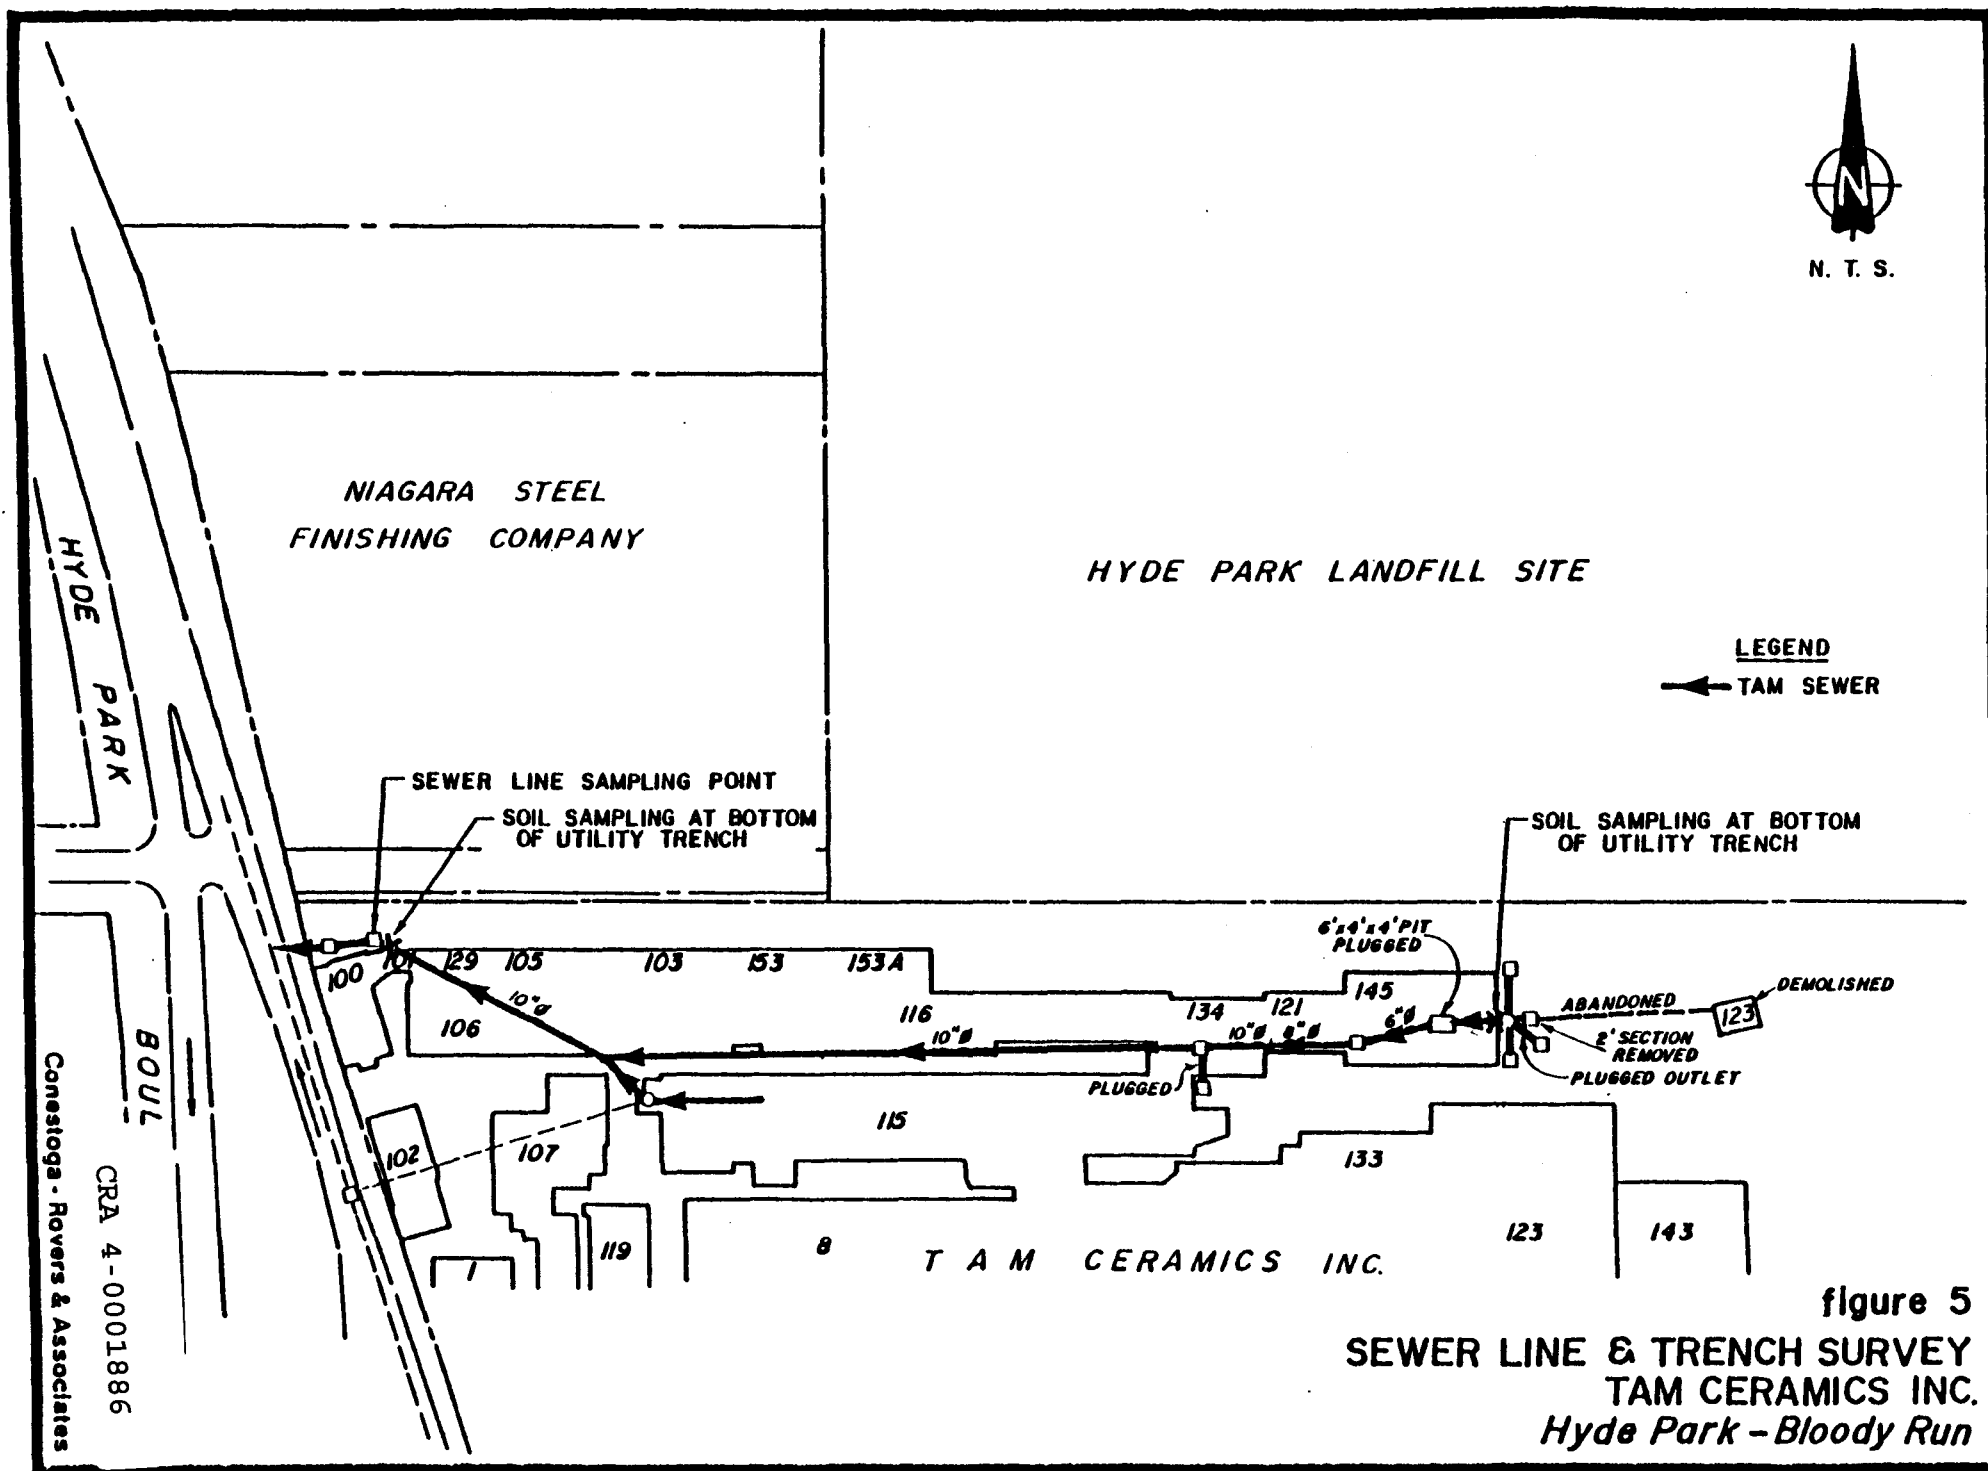 N
N. T. S.
NIAGARA STEEL
FINISHING COMPANY
HYDE PARK LANDFILL SITE
HYDE PARK
BOUL
LEGEND
TAM SEWER
SEWER LINE SAMPLING POINT
SOIL SAMPLING AT BOTTOM
OF UTILITY TRENCH
SOIL SAMPLING AT BOTTOM
OF UTILITY TRENCH
6'x4'x4' PIT
PLUGGED
100
129
105
103
153
153A
106
10"Ø
116
10"Ø
134
121
145
10"Ø
8"Ø
6"Ø
ABANDONED
DEMOLISHED
123
2' SECTION
REMOVED
PLUGGED OUTLET
PLUGGED
102
107
115
133
119
1
8
123
143
TAM CERAMICS INC.
figure 5
SEWER LINE & TRENCH SURVEY
TAM CERAMICS INC.
Hyde Park - Bloody Run
CRA 4-0001886
Conestoga - Rovers & Associates